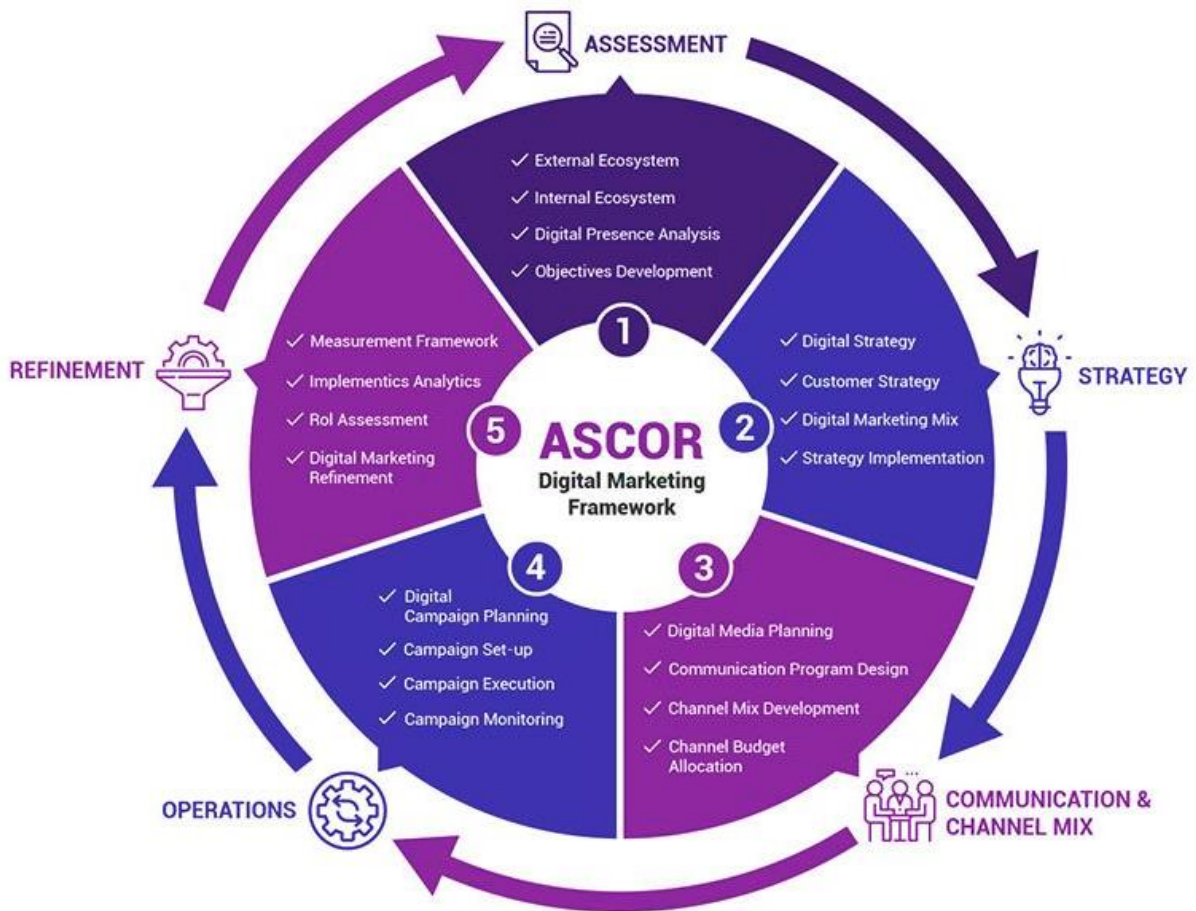 ASSESSMENT
External Ecosystem
Internal Ecosystem
Digital Presence Analysis
Objectives Development
1
STRATEGY
Digital Strategy
Customer Strategy
Digital Marketing Mix
Strategy Implementation
2
COMMUNICATION &
CHANNEL MIX
Digital Media Planning
Communication Program Design
Channel Mix Development
Channel Budget
Allocation
3
OPERATIONS
Digital
Campaign Planning
Campaign Set-up
Campaign Execution
Campaign Monitoring
4
REFINEMENT
Measurement Framework
Implementics Analytics
RoI Assessment
Digital Marketing
Refinement
5
ASCOR
Digital Marketing
Framework